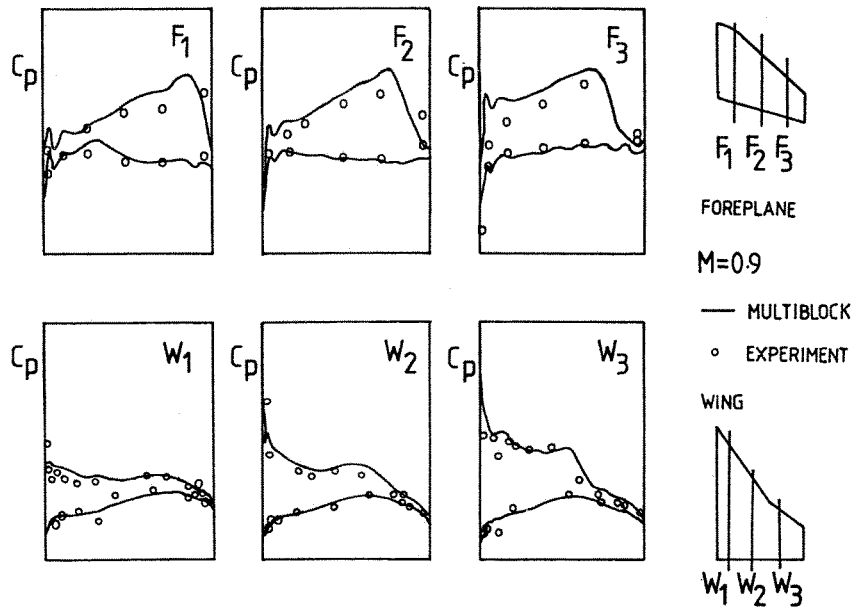 Cp F1
Cp F2
Cp F3
F1 F2 F3
FOREPLANE
M=0.9
MULTIBLOCK
EXPERIMENT
WING
Cp W1
Cp W2
Cp W3
W1 W2 W3